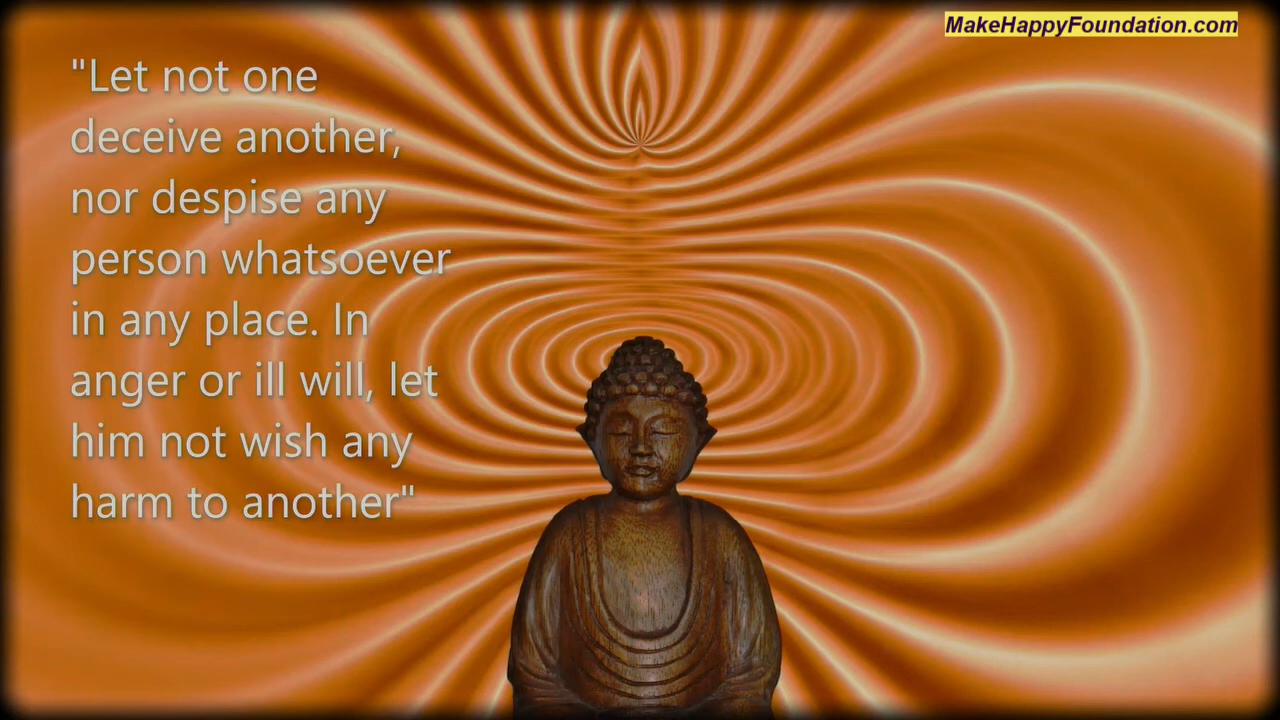 MakeHappyFoundation.com
"Let not one
deceive another,
nor despise any
person whatsoever
in any place. In
anger or ill will, let
him not wish any
harm to another"